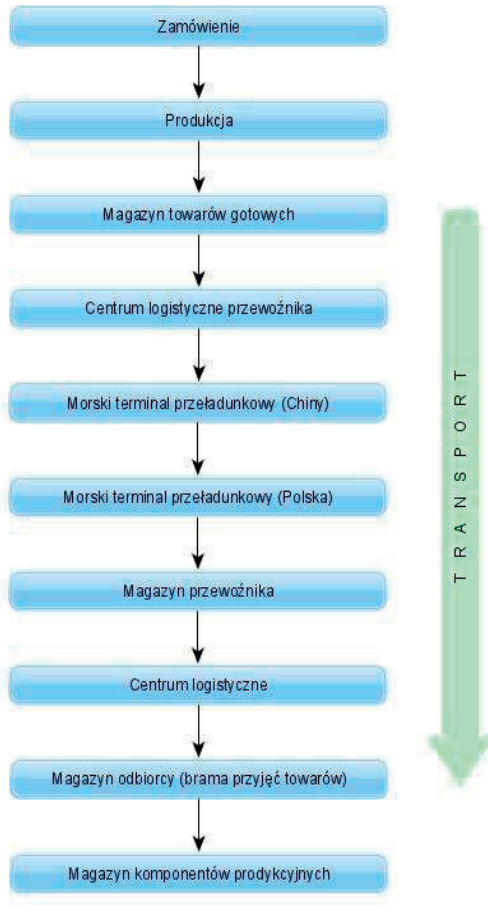 Zamówienie
Produkcja
Magazyn towarów gotowych
Centrum logistyczne przewoźnika
Morski terminal przeładunkowy (Chiny)
Morski terminal przeładunkowy (Polska)
Magazyn przewoźnika
Centrum logistyczne
Magazyn odbiorcy (brama przyjęć towarów)
Magazyn komponentów prodykcyjnych
TRANSPORT